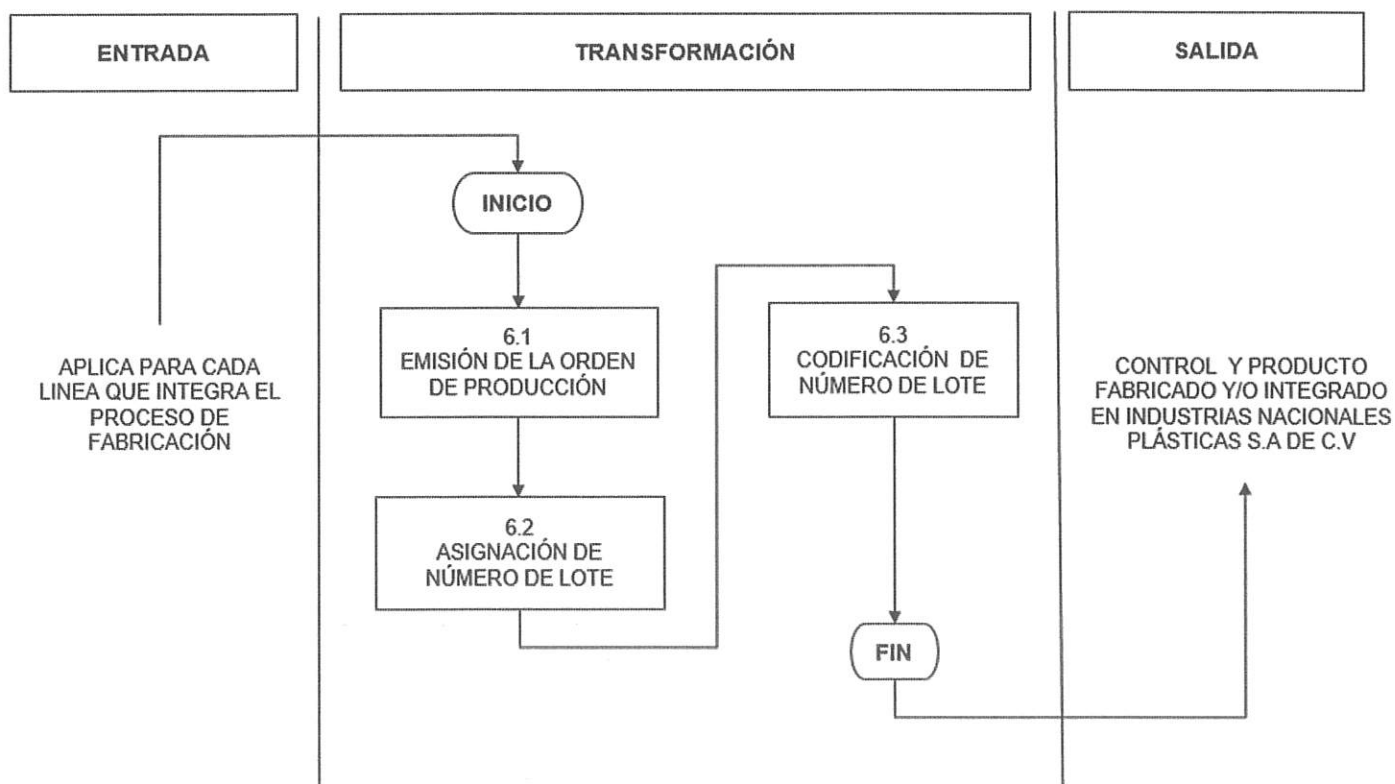 ENTRADA
TRANSFORMACIÓN
SALIDA
INICIO
6.1
EMISIÓN DE LA ORDEN
DE PRODUCCIÓN
6.2
ASIGNACIÓN DE
NÚMERO DE LOTE
6.3
CODIFICACIÓN DE
NÚMERO DE LOTE
FIN
APLICA PARA CADA
LINEA QUE INTEGRA EL
PROCESO DE
FABRICACIÓN
CONTROL Y PRODUCTO
FABRICADO Y/O INTEGRADO
EN INDUSTRIAS NACIONALES
PLÁSTICAS S.A DE C.V